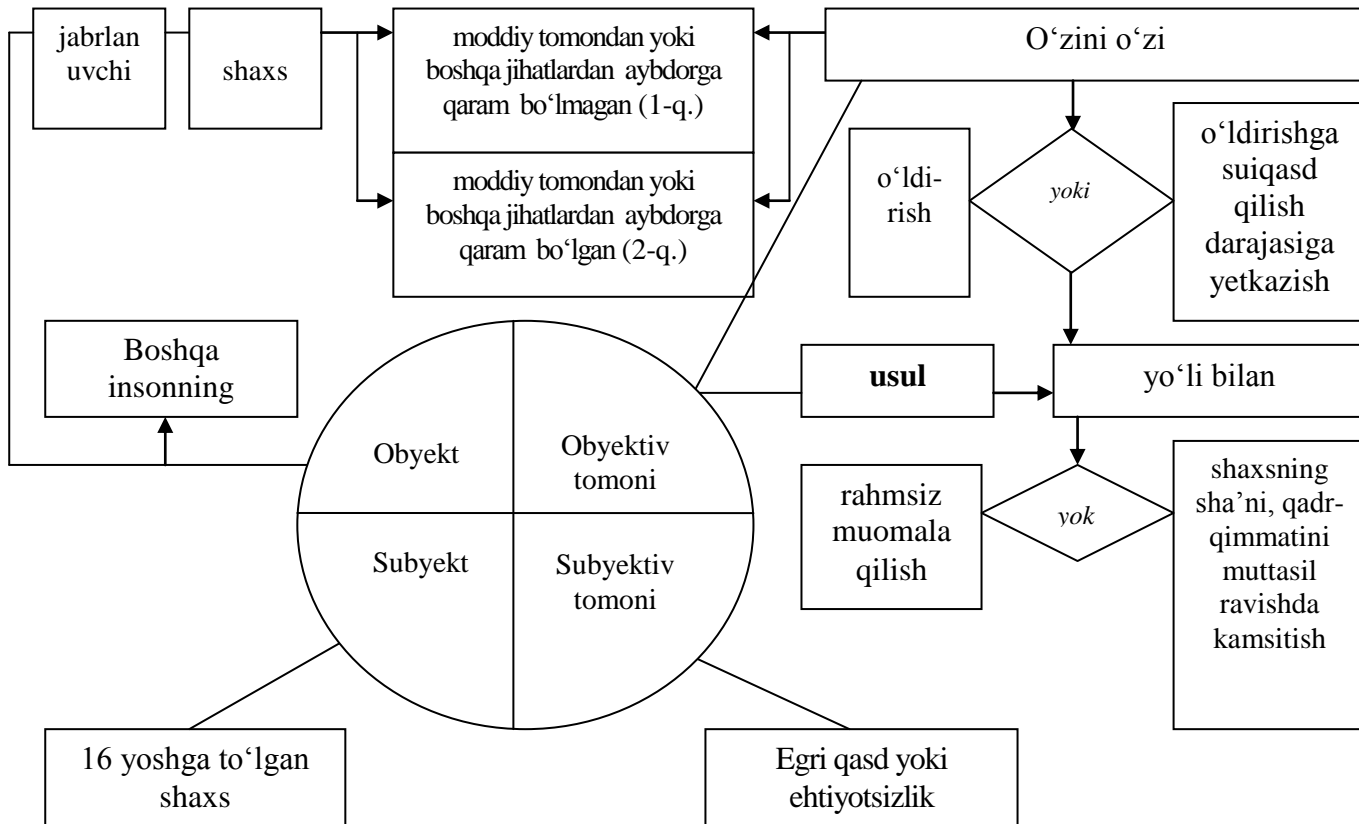 jabrlan
uvchi
shaxs
moddiy tomondan yoki
boshqa jihatlardan aybdorga
qaram bo‘lmagan (1-q.)
moddiy tomondan yoki
boshqa jihatlardan aybdorga
qaram bo‘lgan (2-q.)
O‘zini o‘zi
o‘ldi-
rish
yoki
o‘ldirishga
suiqasd
qilish
darajasiga
yetkazish
Boshqa
insonning
usul
yo‘li bilan
Obyekt
Obyektiv
tomoni
Subyekt
Subyektiv
tomoni
rahmsiz
muomala
qilish
yok
shaxsning
sha’ni, qadr-
qimmatini
muttasil
ravishda
kamsitish
16 yoshga to‘lgan
shaxs
Egri qasd yoki
ehtiyotsizlik